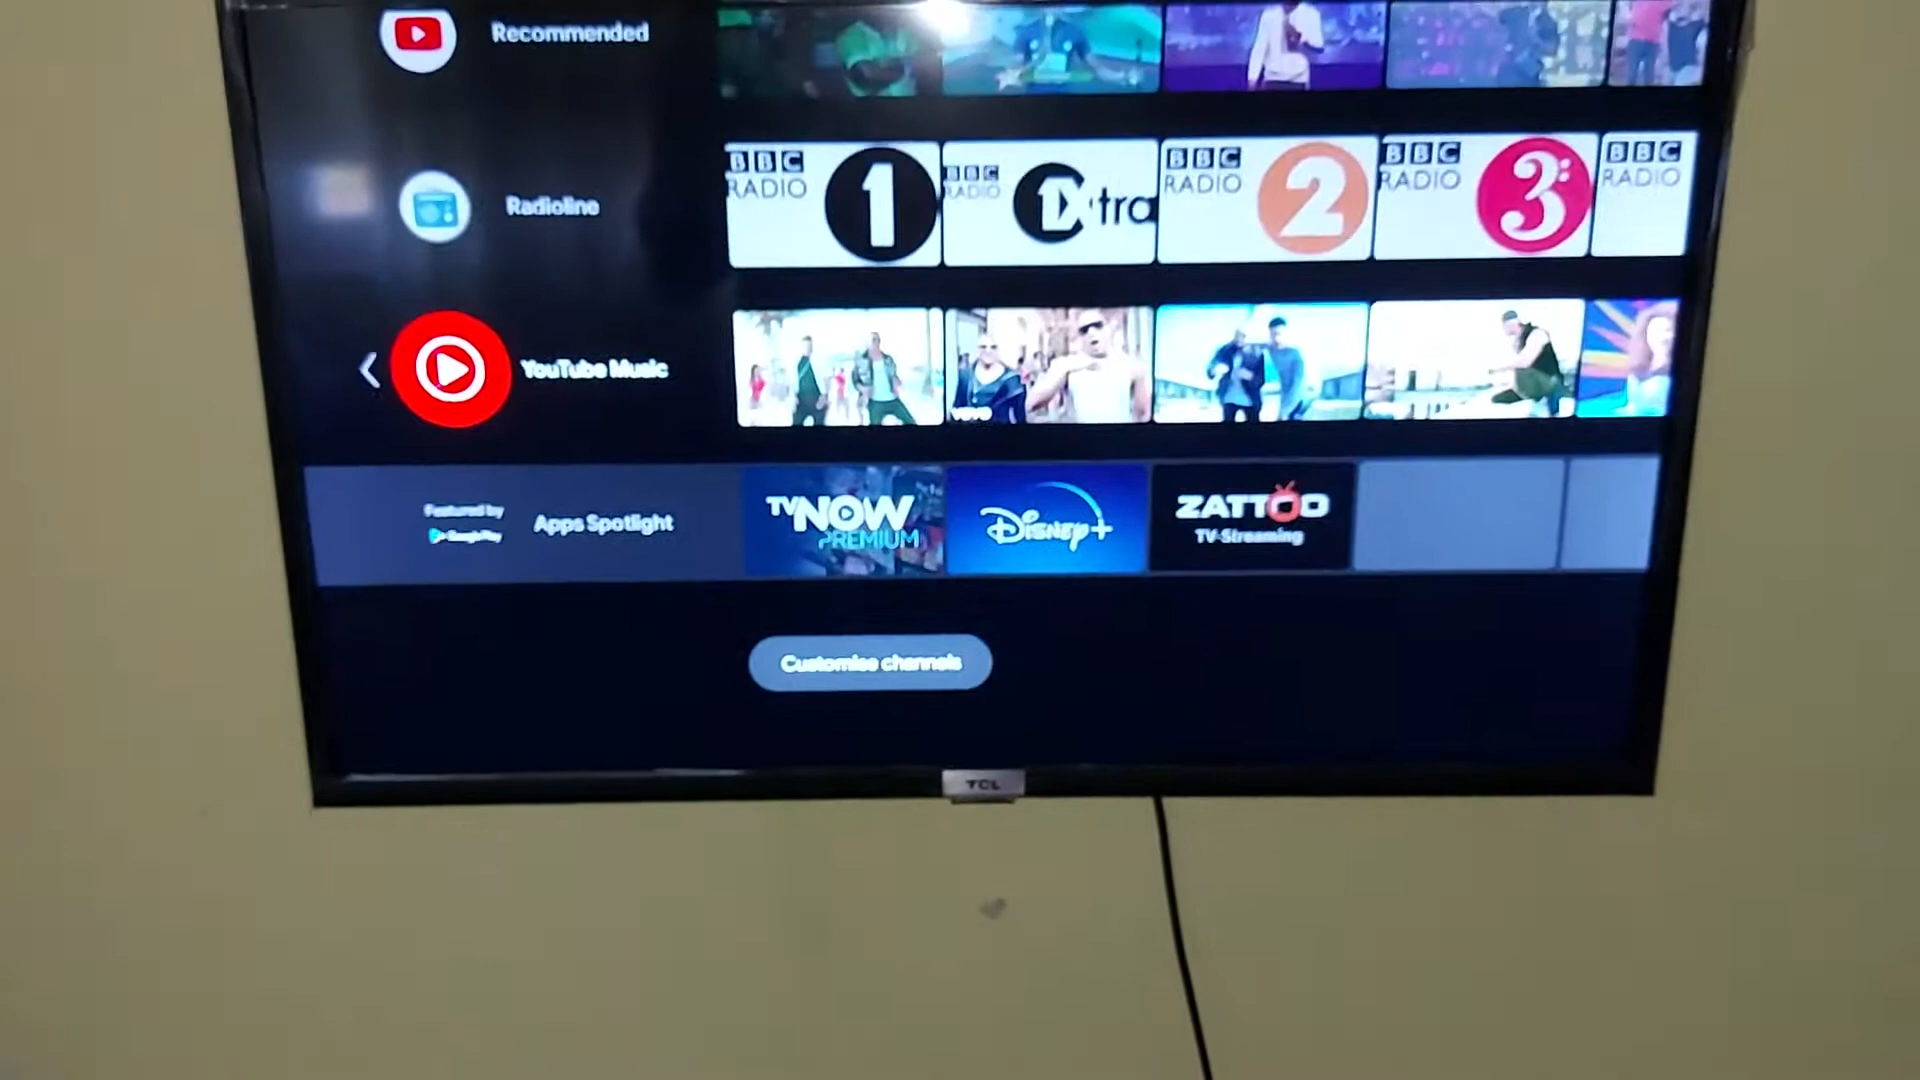 Recommended
Radioline
BBC
RADIO
1
BBC
RADIO
1Xtra
BBC
RADIO
2
BBC
RADIO
3
BBC
RADIO
YouTube Music
vevo
Featured by
Google Play
Apps Spotlight
TVNOW
PREMIUM
Disney+
ZATTOO
TV-Streaming
Customise channels
TCL